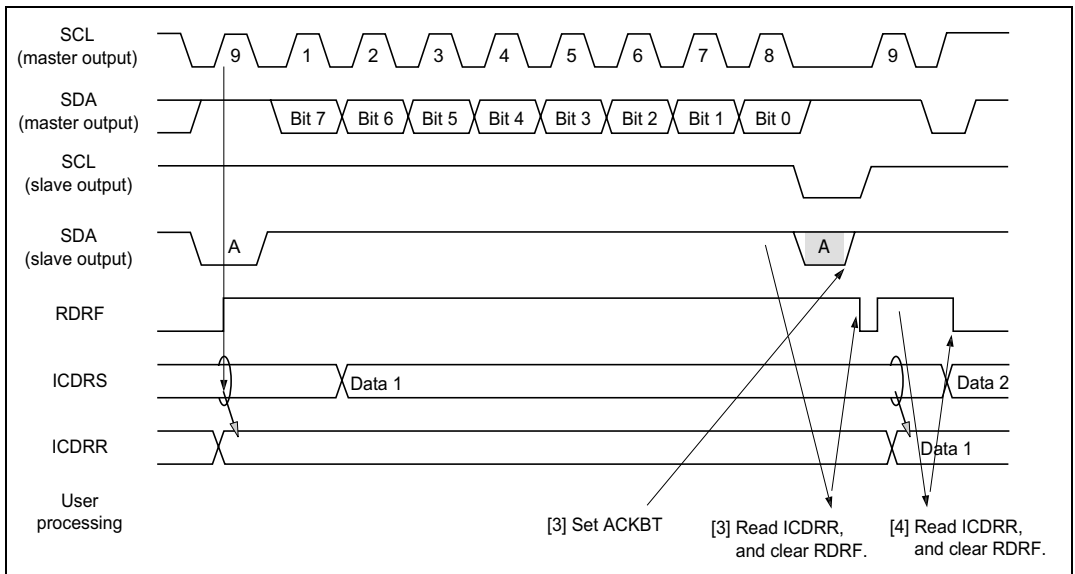 SCL
(master output)
9 1 2 3 4 5 6 7 8 9
SDA
(master output)
Bit 7 Bit 6 Bit 5 Bit 4 Bit 3 Bit 2 Bit 1 Bit 0
SCL
(slave output)
SDA
(slave output)
A A
RDRF
ICDRS
Data 1 Data 2
ICDRR
Data 1
User
processing
[3] Set ACKBT
[3] Read ICDRR,
and clear RDRF.
[4] Read ICDRR,
and clear RDRF.